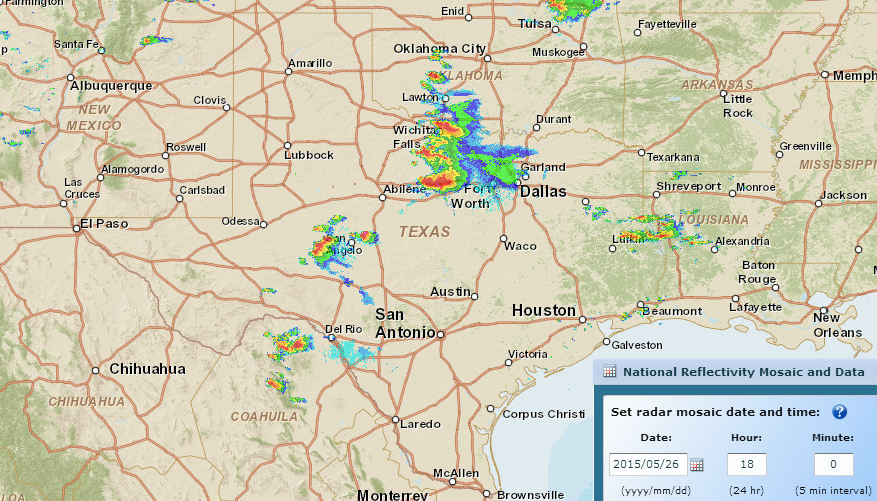 Farmington
Enid
Tulsa
Fayetteville
Santa Fe
Oklahoma City
Muskogee
Amarillo
OKLAHOMA
Albuquerque
ARKANSAS
Memph
Lawton
Little
Rock
Clovis
NEW
MEXICO
Durant
Wichita
Falls
Greenville
Roswell
Lubbock
Texarkana
MISSISSIPPI
Alamogordo
Garland
Las
Cruces
Carlsbad
Abilene
Fort
Worth
Dallas
Shreveport
Monroe
Jackson
El Paso
Odessa
TEXAS
LOUISIANA
San
Angelo
Waco
Lufkin
Alexandria
Baton
Rouge
Austin
San
Antonio
Houston
Beaumont
Lafayette
New
Orleans
Del Rio
Galveston
Victoria
Chihuahua
National Reflectivity Mosaic and Data
CHIHUAHUA
COAHUILA
Corpus Christi
Set radar mosaic date and time: ?
Laredo
Date: Hour: Minute:
2015/05/26 18 0
McAllen
(yyyy/mm/dd) (24 hr) (5 min interval)
Monterrey
Brownsville